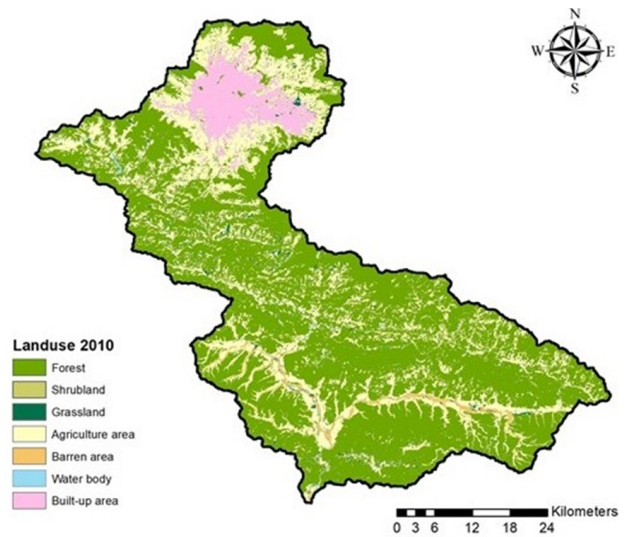 N
W E
S
Landuse 2010
Forest
Shrubland
Grassland
Agriculture area
Barren area
Water body
Built-up area
Kilometers
0 3 6 12 18 24